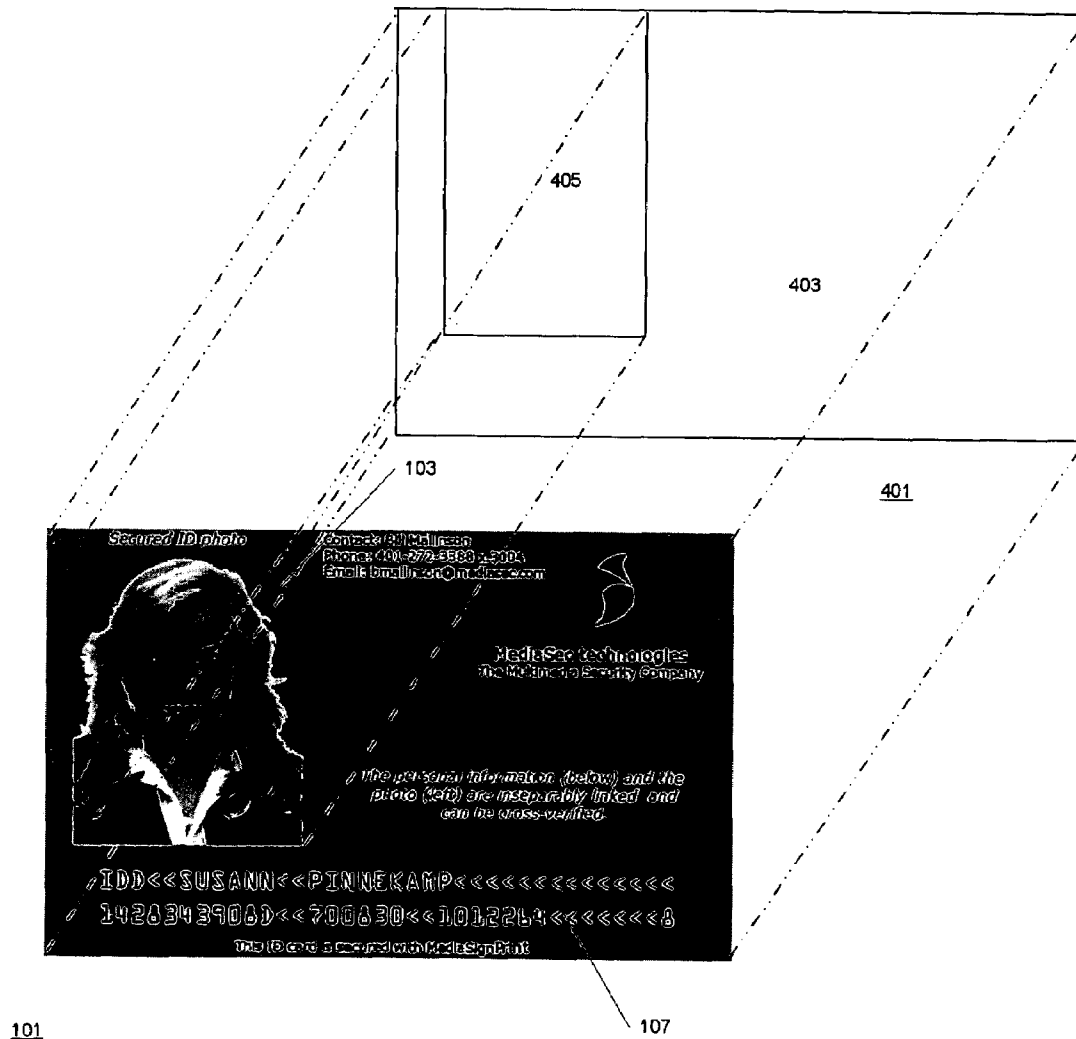 405
403
103
401
Secured ID photo
Contact: Bill Mallinson
Phone: 401-272-3388 x.3004
Email: bmallinson@mediasec.com
MediaSec technologies
The Multimedia Security Company
The personal information (below) and the
photo (left) are inseparably linked and
can be cross-verified.
IDD<<SUSANN<<PINNEKAMP<<<<<<<<<<<<<<
1428343908D<<700830<<1012264<<<<<<<8
This ID card is secured with MediaSignPrint
101
107